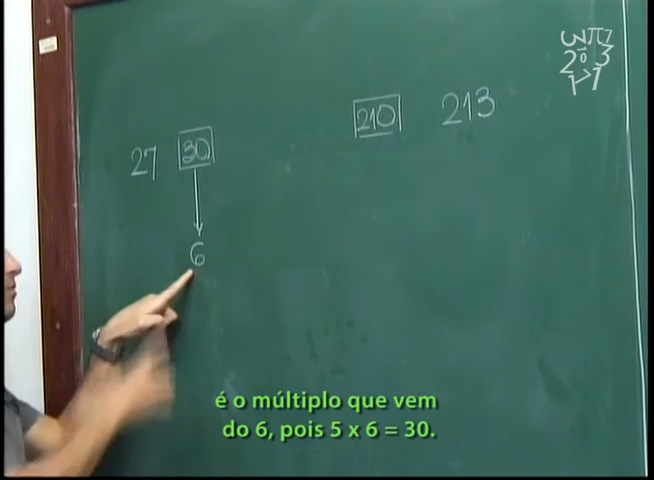 210 213
27 30
6
é o múltiplo que vem
do 6, pois 5 x 6 = 30.